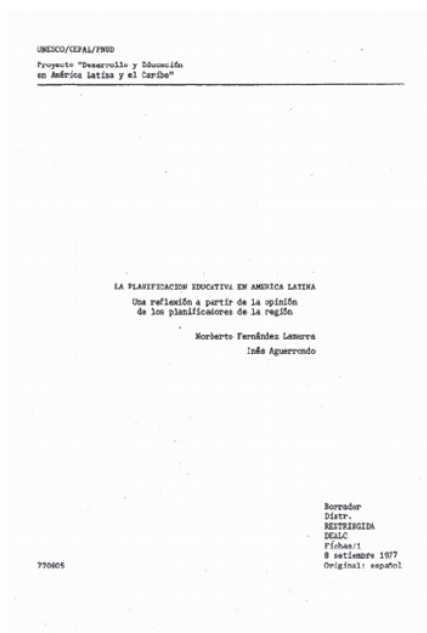 UNESCO/CEPAL/PNUD
Proyecto "Desarrollo y Educación
en América Latina y el Caribe"
LA PLANIFICACION EDUCATIVA EN AMERICA LATINA
Una reflexión a partir de la opinión
de los planificadores de la región
Norberto Fernández Lamarra
Inés Aguerrondo
Borrador
Distr.
RESTRINGIDA
DEALC
Fichas/1
8 setiembre 1977
Original: español
770805